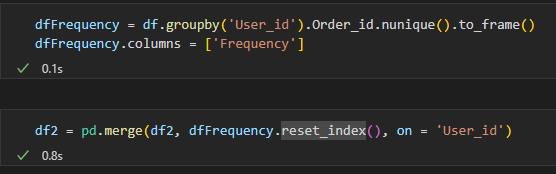 dfFrequency = df.groupby('User_id').Order_id.nunique().to_frame()
dfFrequency.columns = ['Frequency']
✓ 0.1s
df2 = pd.merge(df2, dfFrequency.reset_index(), on = 'User_id')
✓ 0.8s